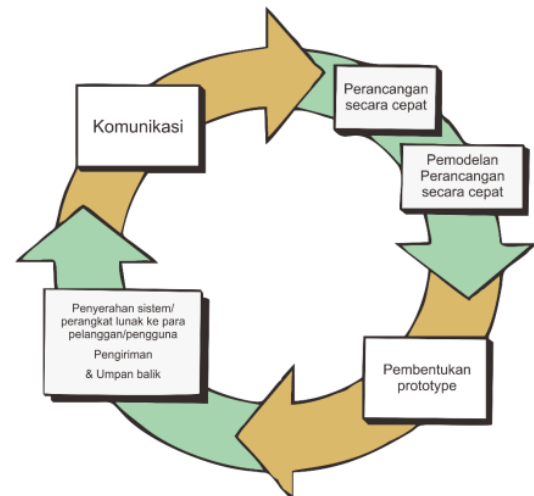 Komunikasi
Perancangan
secara cepat
Pemodelan
Perancangan
secara cepat
Pembentukan
prototype
Penyerahan sistem/
perangkat lunak ke para
pelanggan/pengguna
Pengiriman
& Umpan balik